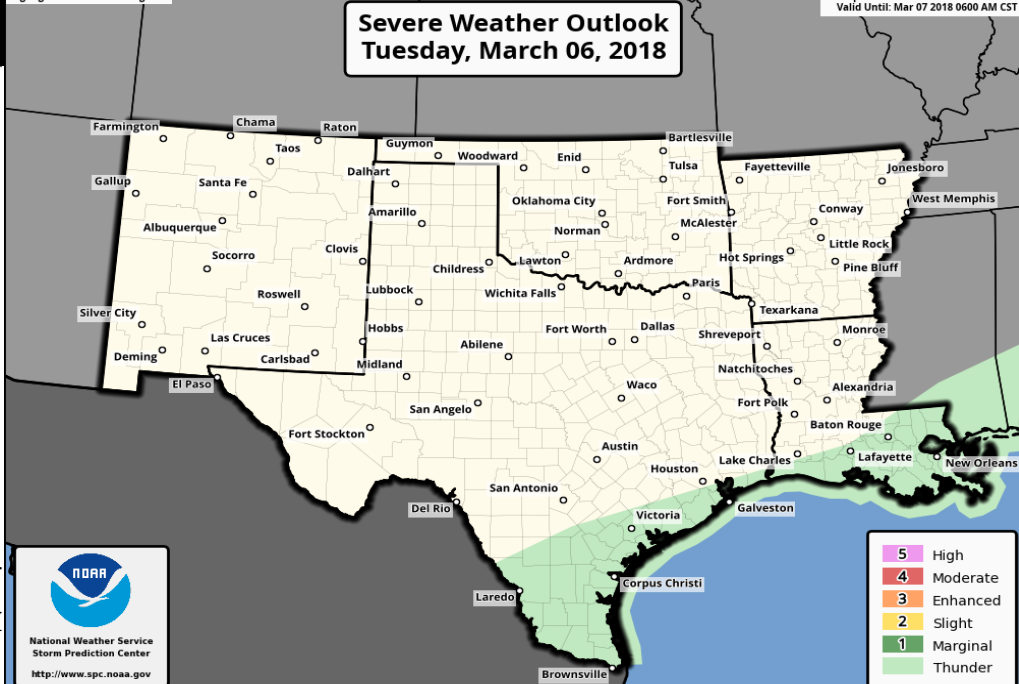 Valid Until: Mar 07 2018 0600 AM CST
Severe Weather Outlook
Tuesday, March 06, 2018
Farmington
Chama
Raton
Taos
Guymon
Woodward
Enid
Bartlesville
Tulsa
Fayetteville
Jonesboro
Gallup
Santa Fe
Dalhart
Oklahoma City
Fort Smith
West Memphis
Albuquerque
Amarillo
Norman
McAlester
Conway
Socorro
Clovis
Childress
Lawton
Ardmore
Hot Springs
Little Rock
Pine Bluff
Roswell
Lubbock
Wichita Falls
Paris
Texarkana
Silver City
Las Cruces
Hobbs
Fort Worth
Dallas
Shreveport
Monroe
Deming
Carlsbad
Midland
Abilene
Natchitoches
El Paso
San Angelo
Waco
Fort Polk
Alexandria
Fort Stockton
Austin
Baton Rouge
Houston
Lake Charles
Lafayette
New Orleans
Del Rio
San Antonio
Victoria
Galveston
Laredo
Corpus Christi
Brownsville
NOAA
National Weather Service
Storm Prediction Center
http://www.spc.noaa.gov
5 High
4 Moderate
3 Enhanced
2 Slight
1 Marginal
Thunder